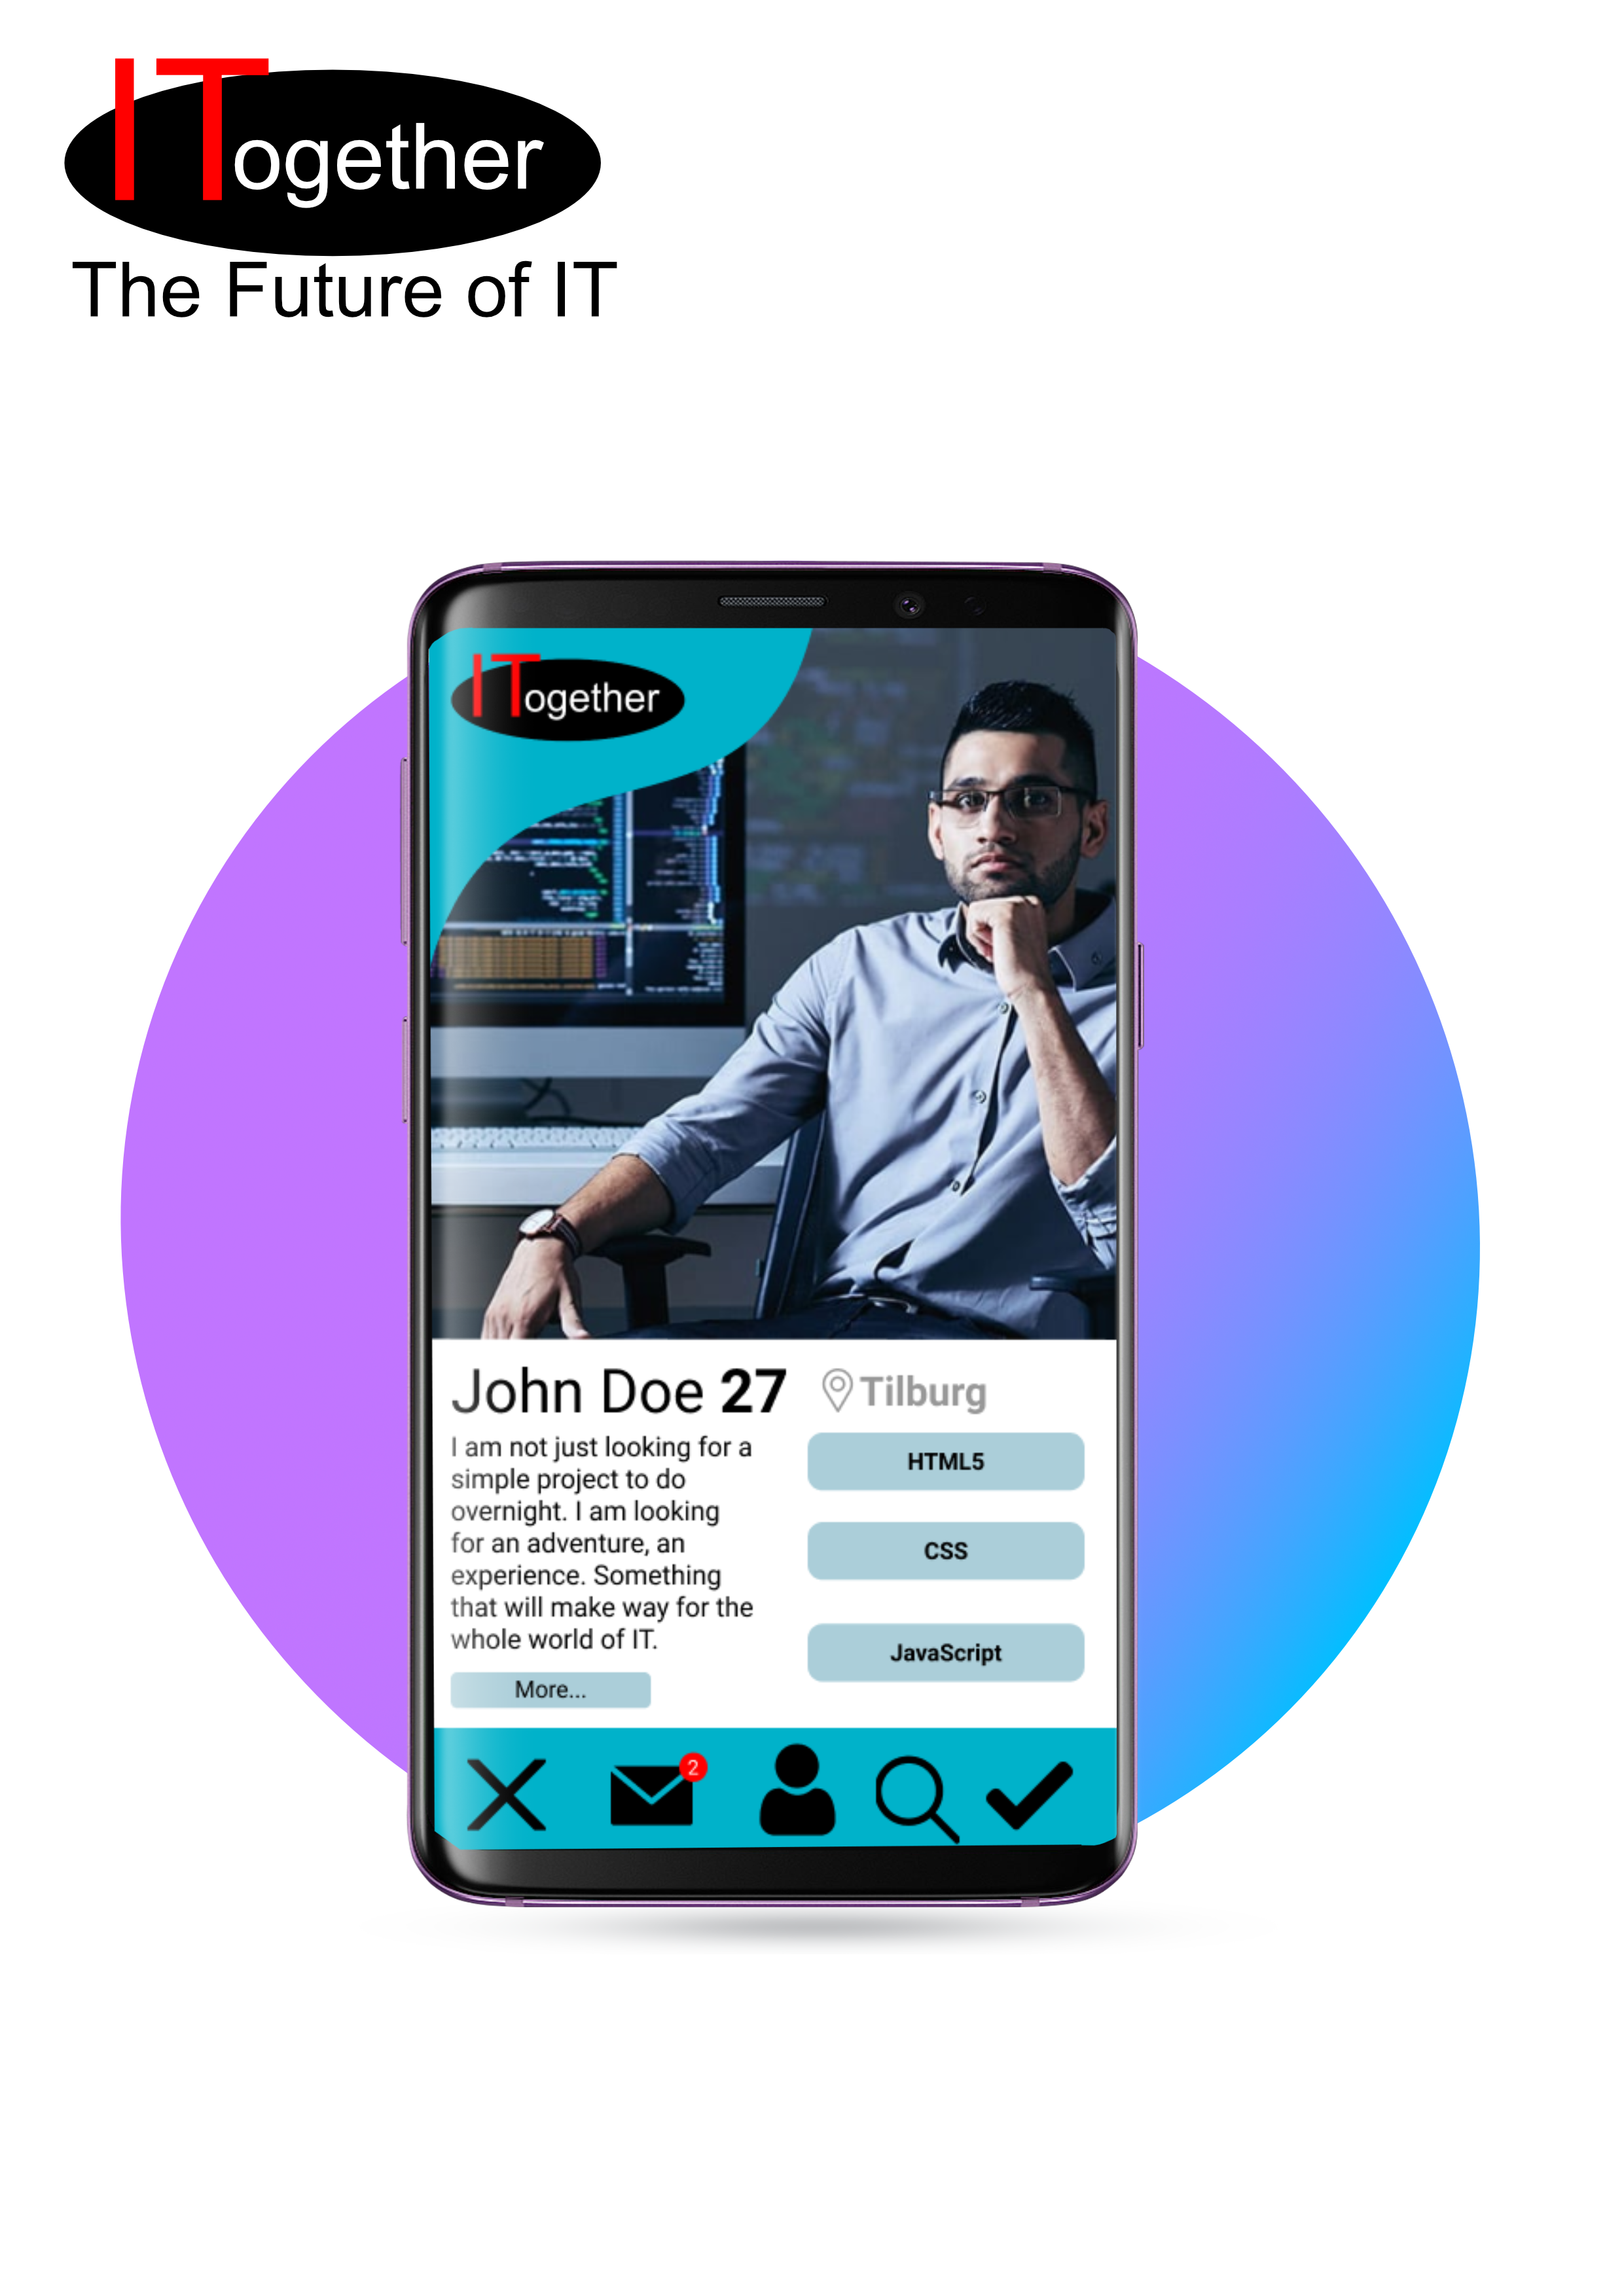 ITogether
The Future of IT
ITogether
John Doe 27
Tilburg
I am not just looking for a
simple project to do
overnight. I am looking
for an adventure, an
experience. Something
that will make way for the
whole world of IT.
More...
HTML5
CSS
JavaScript
2